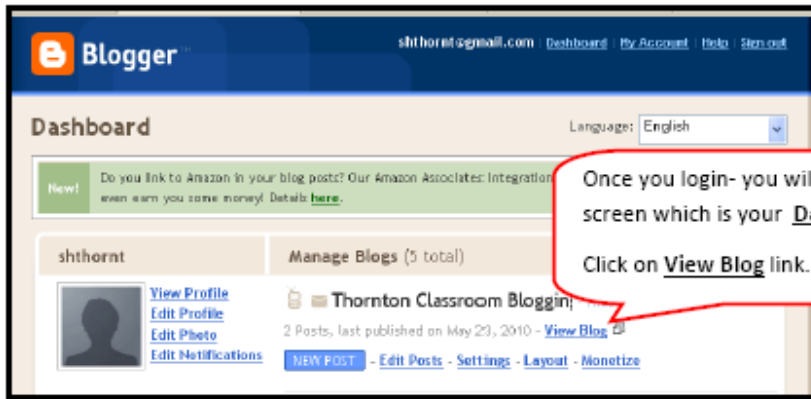 Blogger™
shthornt@gmail.com | Dashboard | My Account | Help | Sign out
Dashboard
Language: English
New! Do you link to Amazon in your blog posts? Our Amazon Associates Integration
even earn you some money! Details here.
Once you login- you wil
screen which is your Da
Click on View Blog link.
shthornt
Manage Blogs (5 total)
View Profile
Edit Profile
Edit Photo
Edit Notifications
Thornton Classroom Blogging
2 Posts, last published on May 23, 2010 - View Blog
NEW POST - Edit Posts - Settings - Layout - Monetize